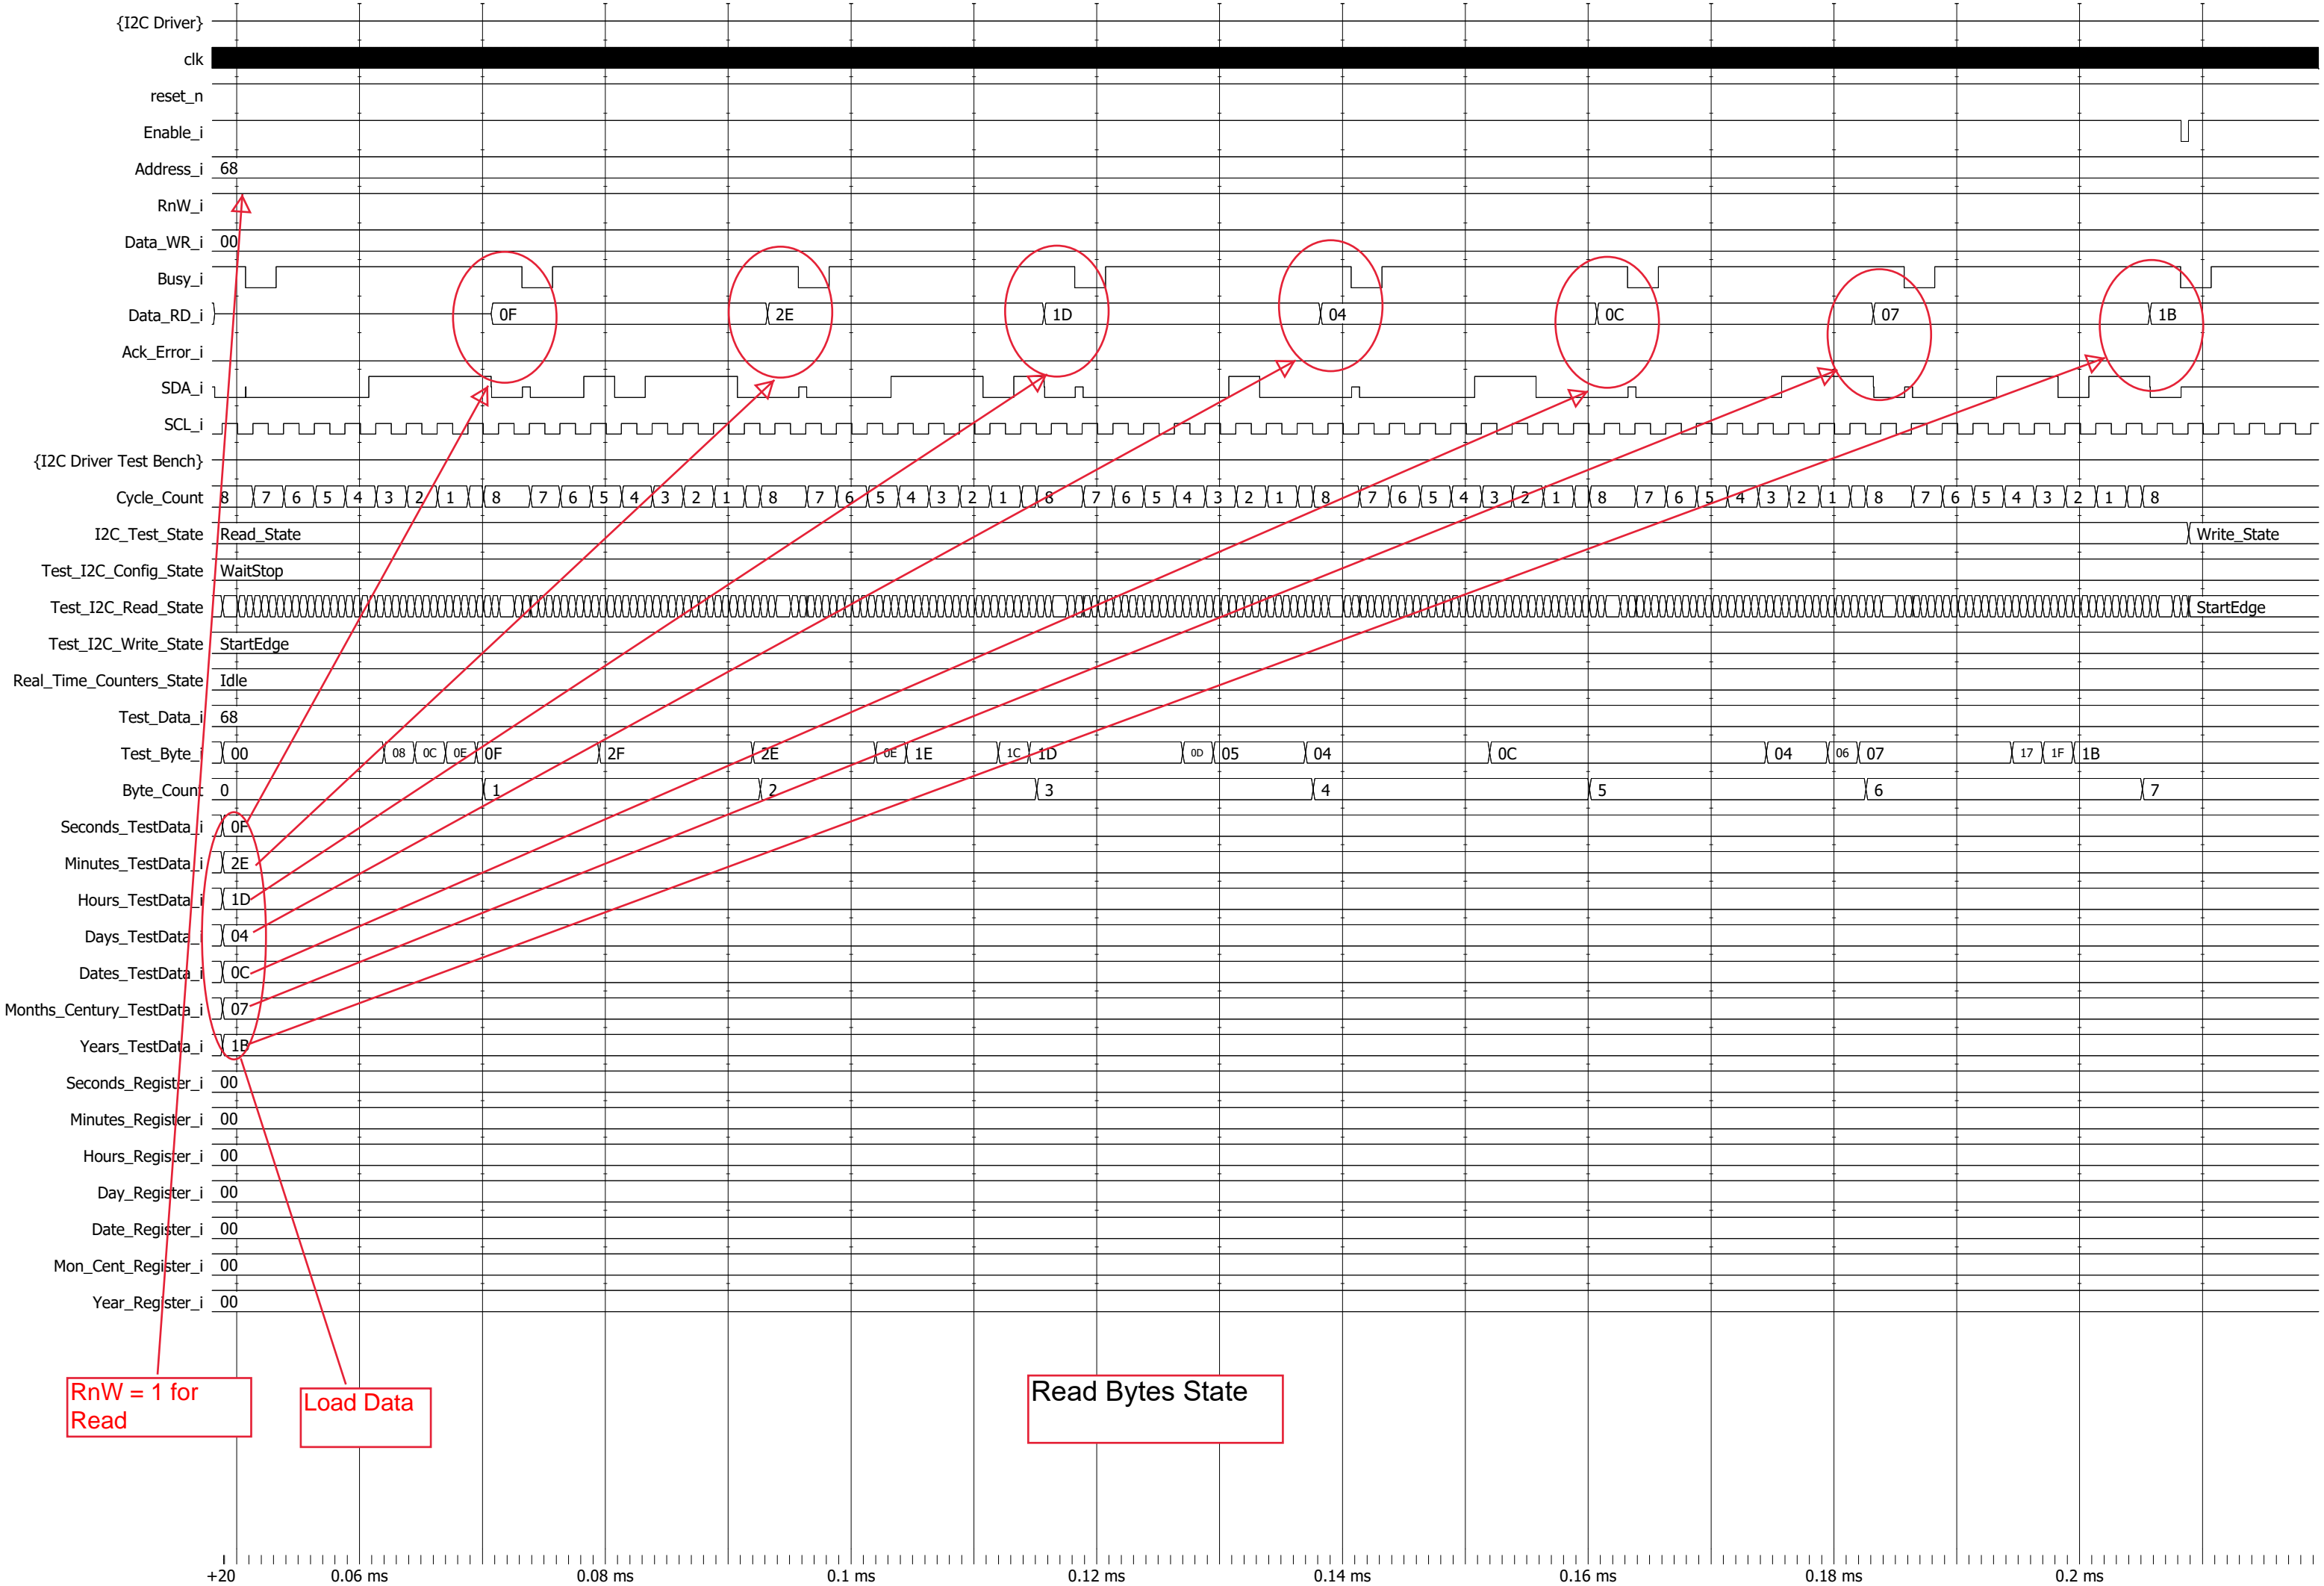 {I2C Driver}
clk
reset_n
Enable_i
Address_i 68
RnW_i
Data_WR_i 00
Busy_i
Data_RD_i 0F 2E 1D 04 0C 07 1B
Ack_Error_i
SDA_i
SCL_i
{I2C Driver Test Bench}
Cycle_Count 8 7 6 5 4 3 2 1 8 7 6 5 4 3 2 1 8 7 6 5 4 3 2 1 8 7 6 5 4 3 2 1 8 7 6 5 4 3 2 1 8 7 6 5 4 3 2 1 8 7 6 5 4 3 2 1 8
I2C_Test_State Read_State Write_State
Test_I2C_Config_State WaitStop
Test_I2C_Read_State StartEdge
Test_I2C_Write_State StartEdge
Real_Time_Counters_State Idle
Test_Data_i 68
Test_Byte_i 00 08 0C 0E 0F 2F 2E 0E 1E 1C 1D 0D 05 04 0C 04 06 07 17 1F 1B
Byte_Count 0 1 2 3 4 5 6 7
Seconds_TestData_i 0F
Minutes_TestData_i 2E
Hours_TestData_i 1D
Days_TestData_i 04
Dates_TestData_i 0C
Months_Century_TestData_i 07
Years_TestData_i 1B
Seconds_Register_i 00
Minutes_Register_i 00
Hours_Register_i 00
Day_Register_i 00
Date_Register_i 00
Mon_Cent_Register_i 00
Year_Register_i 00
RnW = 1 for
Read
Load Data
Read Bytes State
+20 0.06 ms 0.08 ms 0.1 ms 0.12 ms 0.14 ms 0.16 ms 0.18 ms 0.2 ms